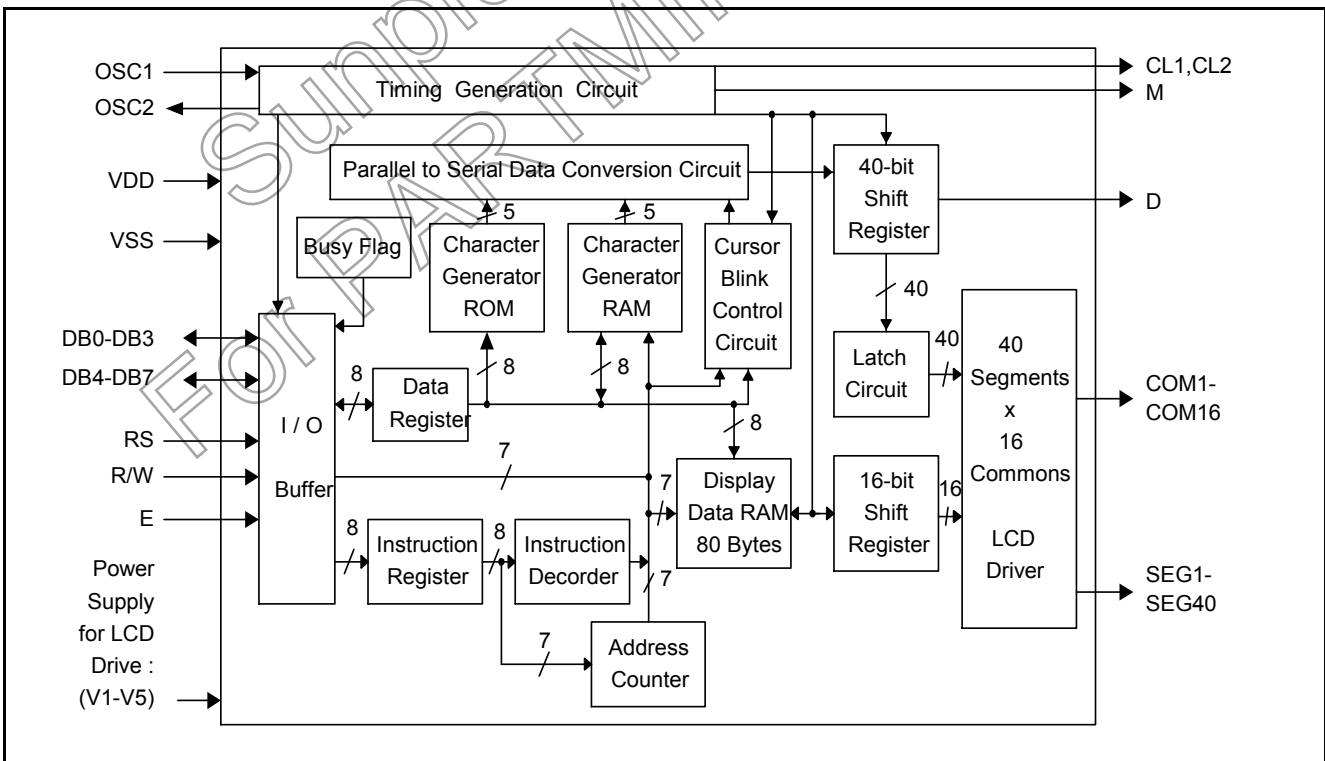 Sunpl
For PARTMin
OSC1
OSC2
VDD
VSS
DB0-DB3
DB4-DB7
RS
R/W
E
Power
Supply
for LCD
Drive :
(V1-V5)
Timing Generation Circuit
Parallel to Serial Data Conversion Circuit
Busy Flag
5
Character
Generator
ROM
8
5
Character
Generator
RAM
8
Cursor
Blink
Control
Circuit
40-bit
Shift
Register
40
Latch
Circuit
40
40
Segments
x
16
Commons
LCD
Driver
I / O
Buffer
8
Data
Register
7
8
Instruction
Register
8
Instruction
Decorder
7
7
Address
Counter
8
7
Display
Data RAM
80 Bytes
16-bit
Shift
Register
16
CL1,CL2
M
D
COM1-
COM16
SEG1-
SEG40